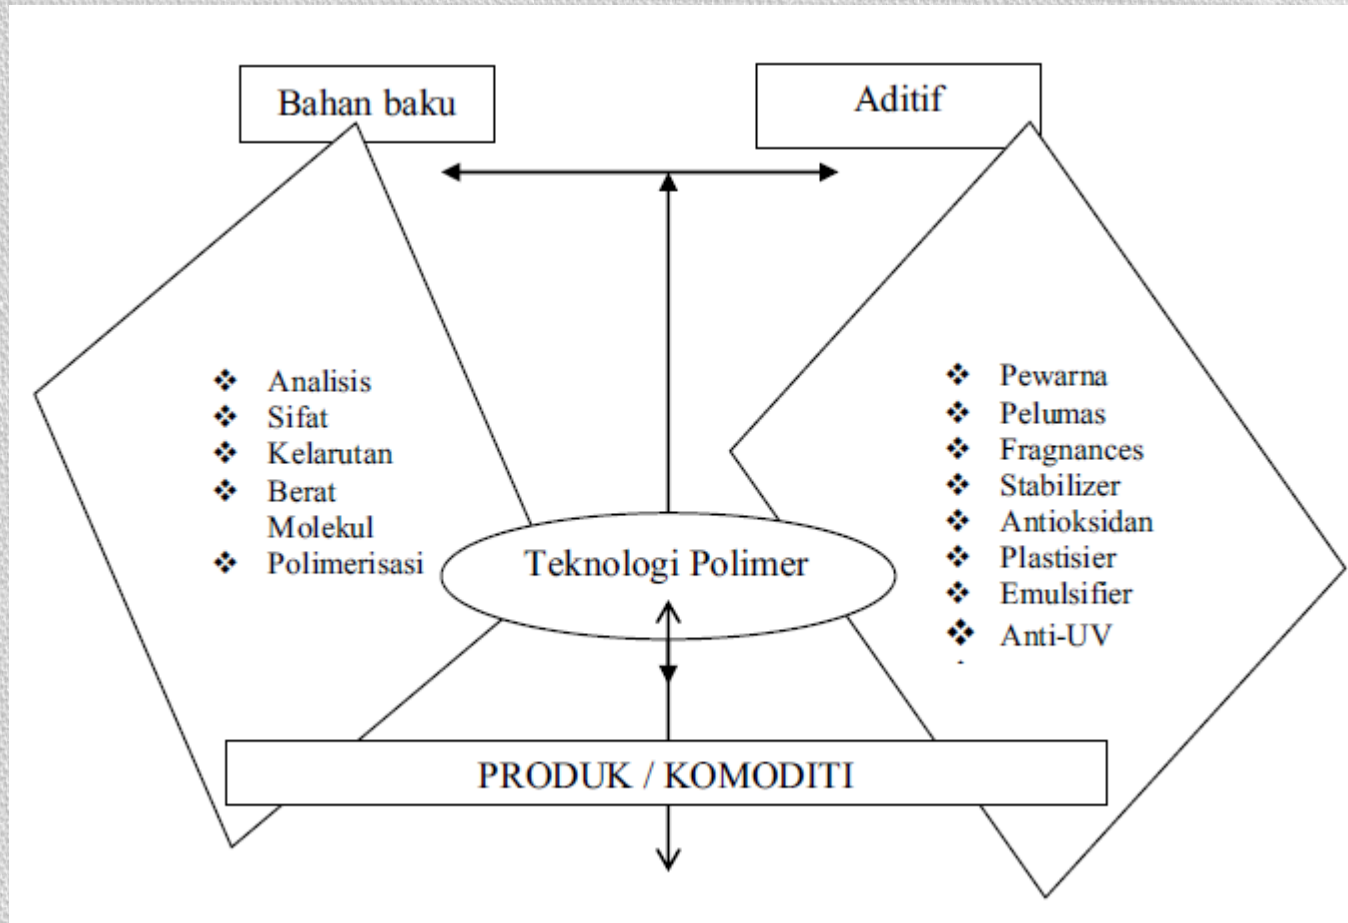 Bahan baku
Aditif
❖ Analisis
❖ Sifat
❖ Kelarutan
❖ Berat
Molekul
❖ Polimerisasi
❖ Pewarna
❖ Pelumas
❖ Fragnances
❖ Stabilizer
❖ Antioksidan
❖ Plastisier
❖ Emulsifier
❖ Anti-UV
Teknologi Polimer
PRODUK / KOMODITI